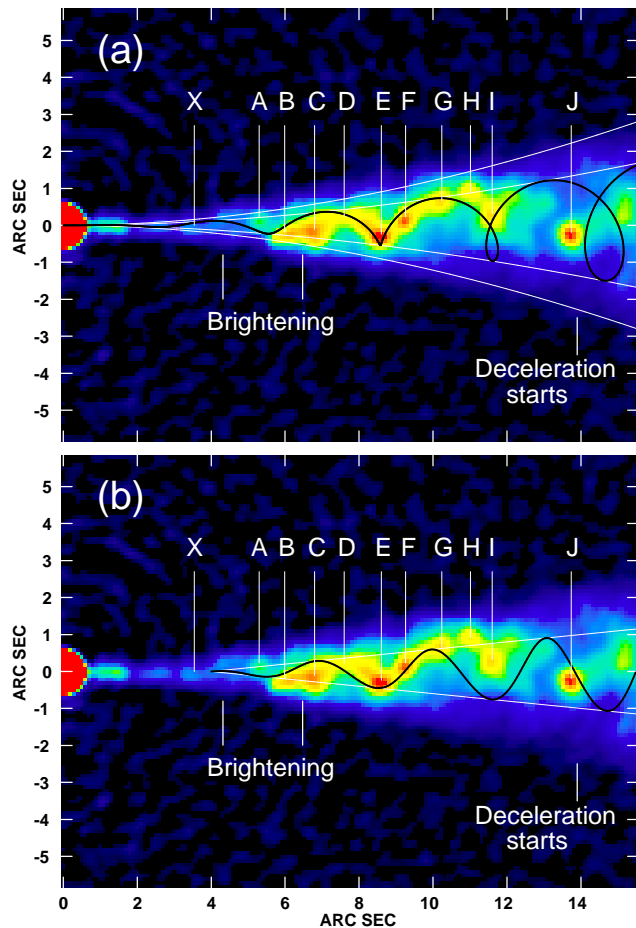 (a)
5
4
3
2
1
0
-1
-2
-3
-4
-5
ARC SEC
X A B C D E F G H I J
Brightening
Deceleration
starts
(b)
5
4
3
2
1
0
-1
-2
-3
-4
-5
ARC SEC
X A B C D E F G H I J
Brightening
Deceleration
starts
0 2 4 6 8 10 12 14
ARC SEC